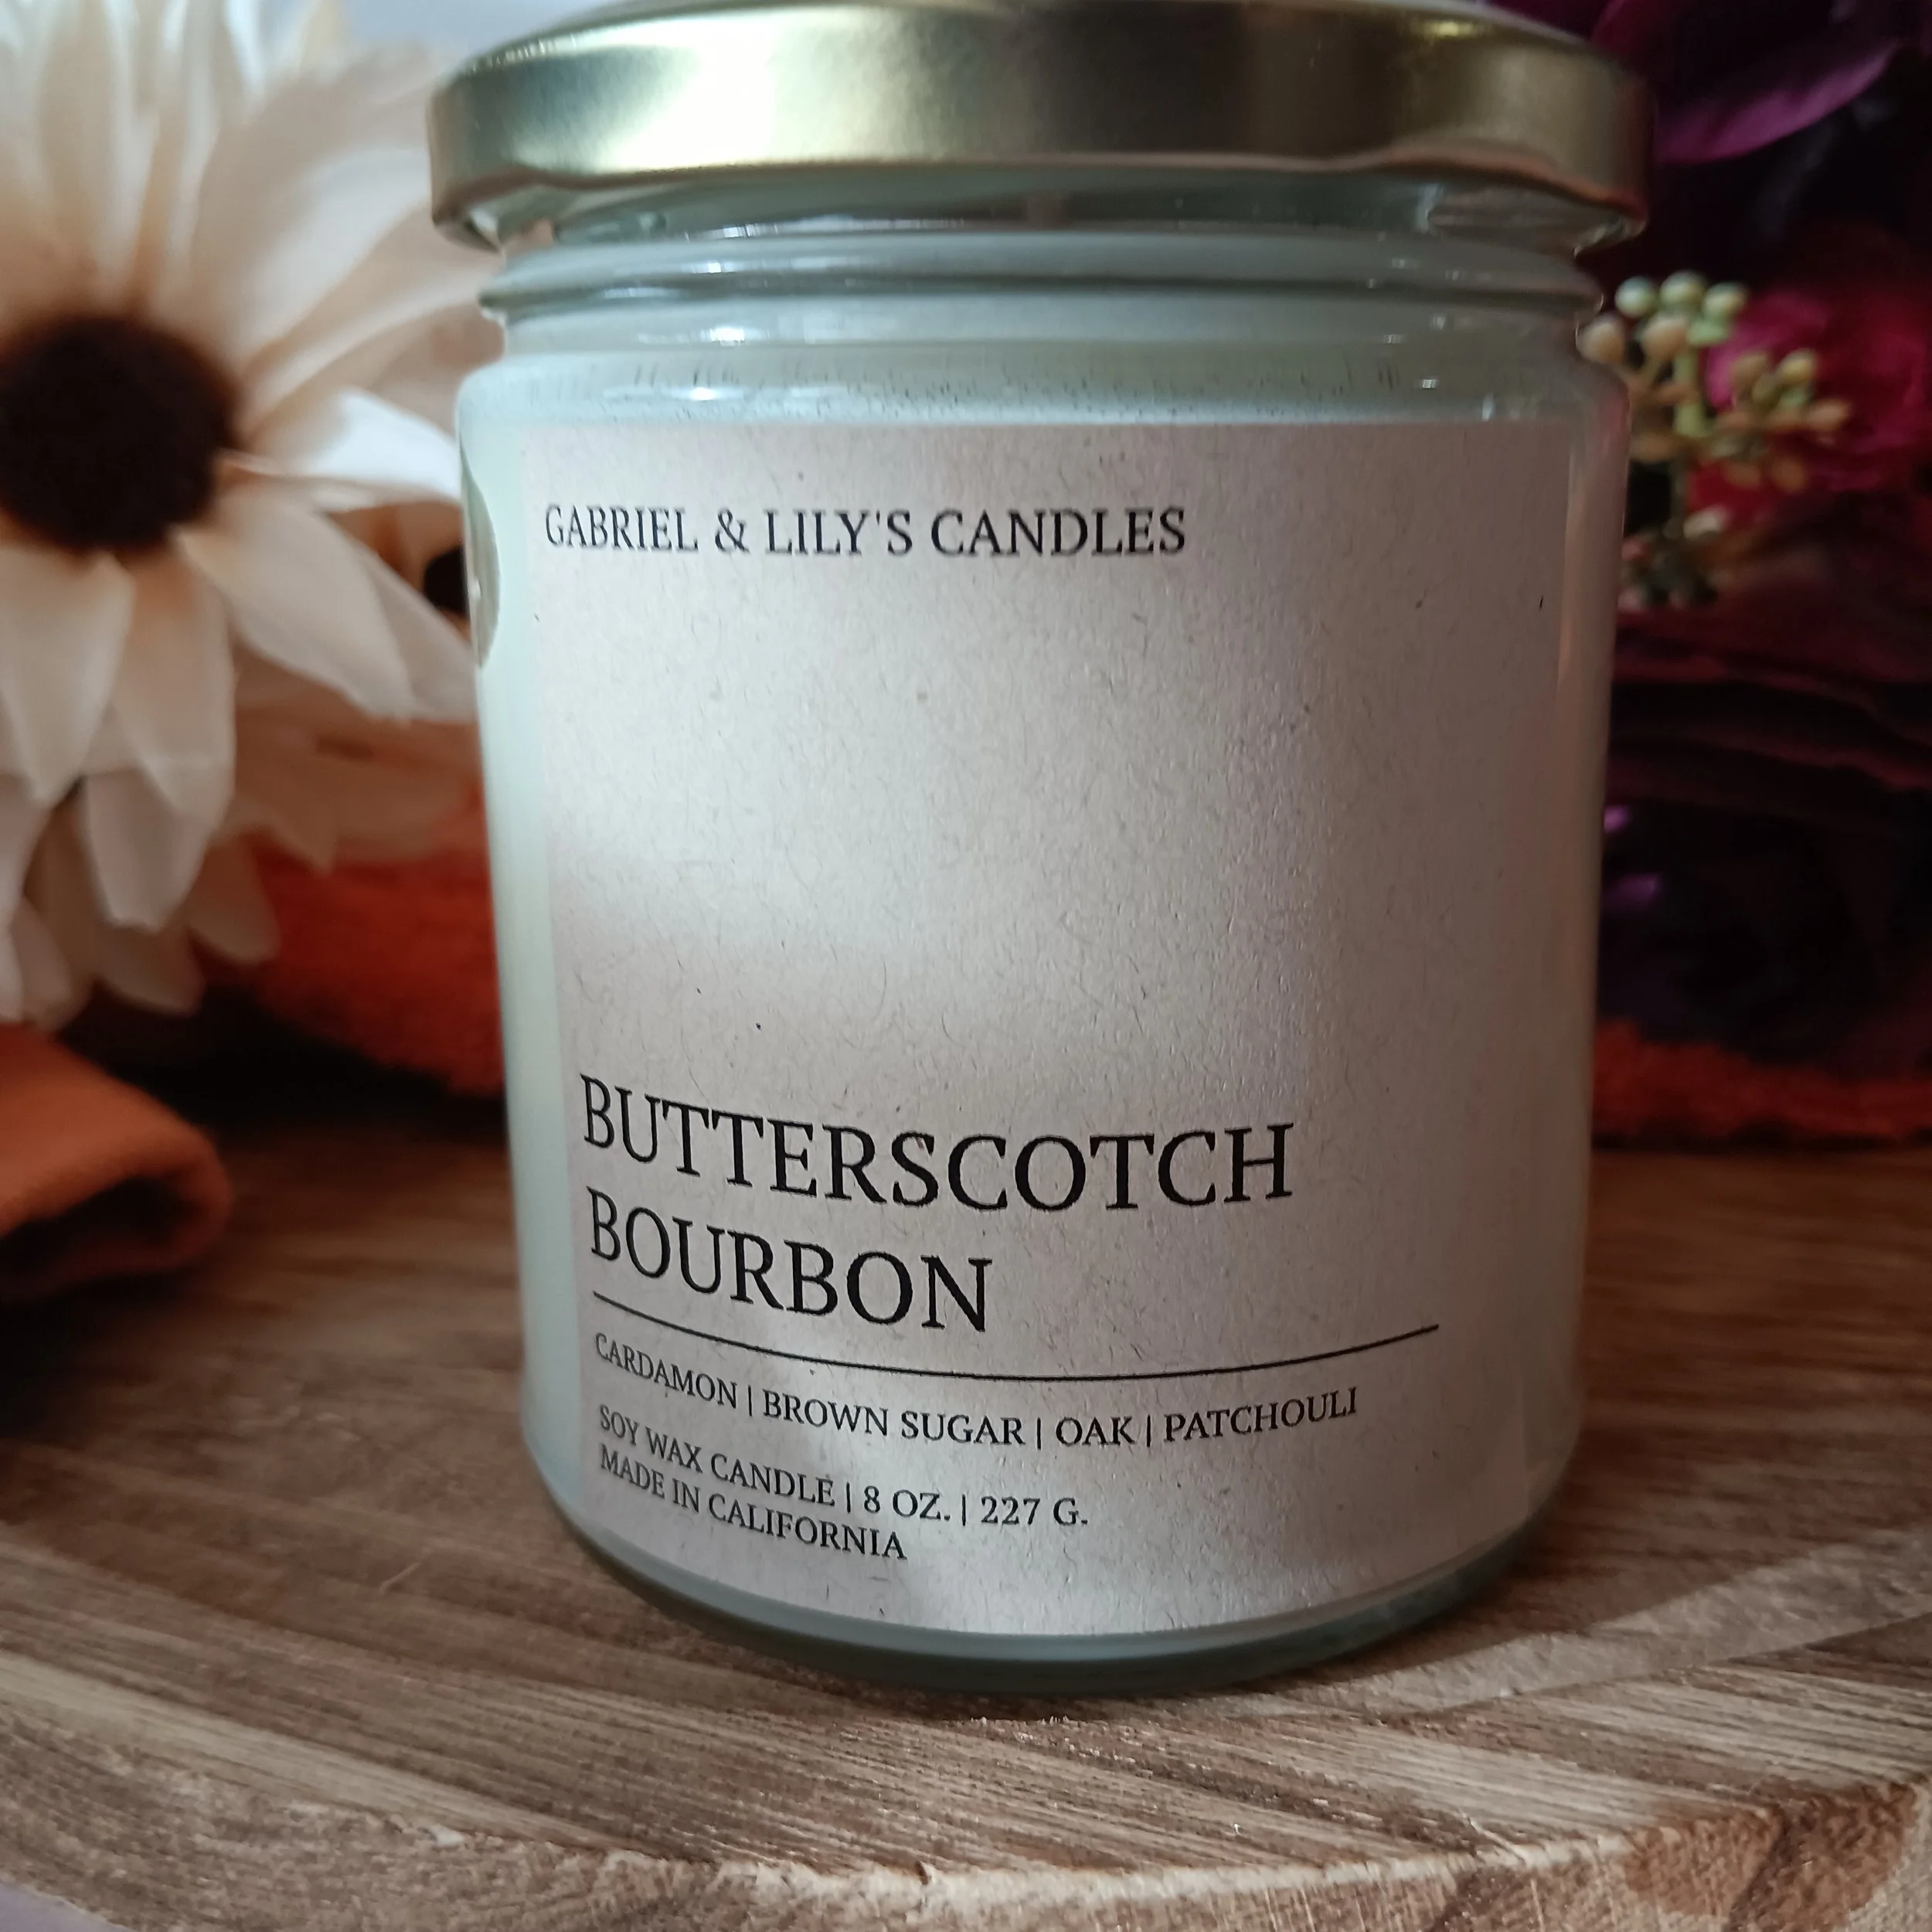 GABRIEL & LILY'S CANDLES
BUTTERSCOTCH
BOURBON
CARDAMON | BROWN SUGAR | OAK | PATCHOULI
SOY WAX CANDLE | 8 OZ. | 227 G.
MADE IN CALIFORNIA